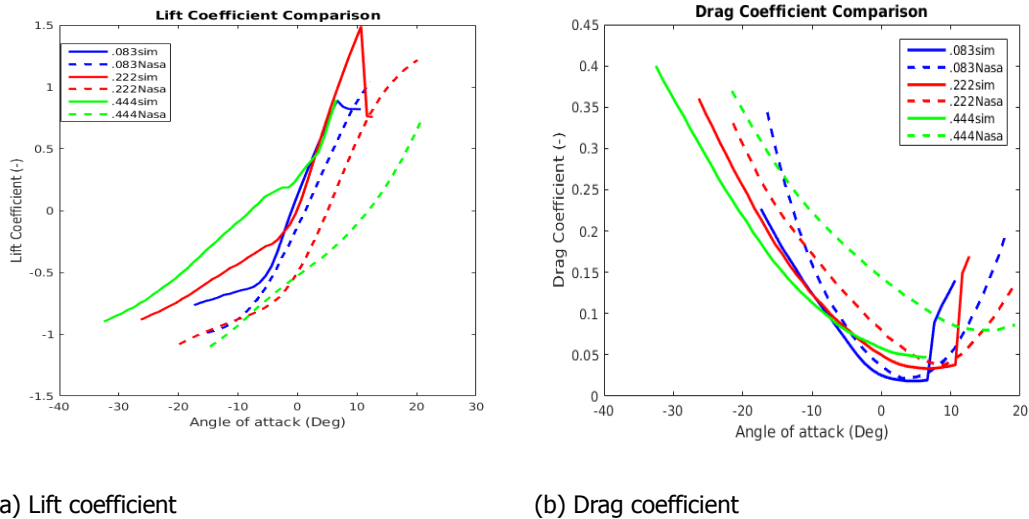 Lift Coefficient Comparison
1.5
1
0.5
0
-0.5
-1
-1.5
Lift Coefficient (-)
.083sim
.083Nasa
.222sim
.222Nasa
.444sim
.444Nasa
-40 -30 -20 -10 0 10 20 30
Angle of attack (Deg)
Drag Coefficient Comparison
0.45
0.4
0.35
0.3
0.25
0.2
0.15
0.1
0.05
0
Drag Coefficient (-)
.083sim
.083Nasa
.222sim
.222Nasa
.444sim
.444Nasa
-40 -30 -20 -10 0 10 20
Angle of attack (Deg)
a) Lift coefficient
(b) Drag coefficient